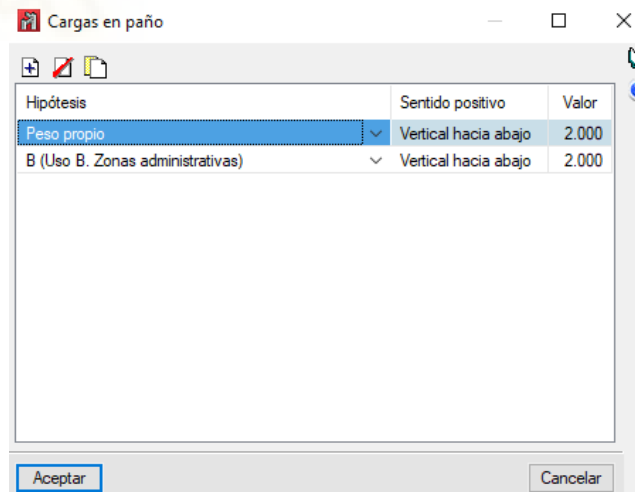 Cargas en paño
Hipótesis Sentido positivo Valor
Peso propio Vertical hacia abajo 2.000
B (Uso B. Zonas administrativas) Vertical hacia abajo 2.000
Aceptar Cancelar